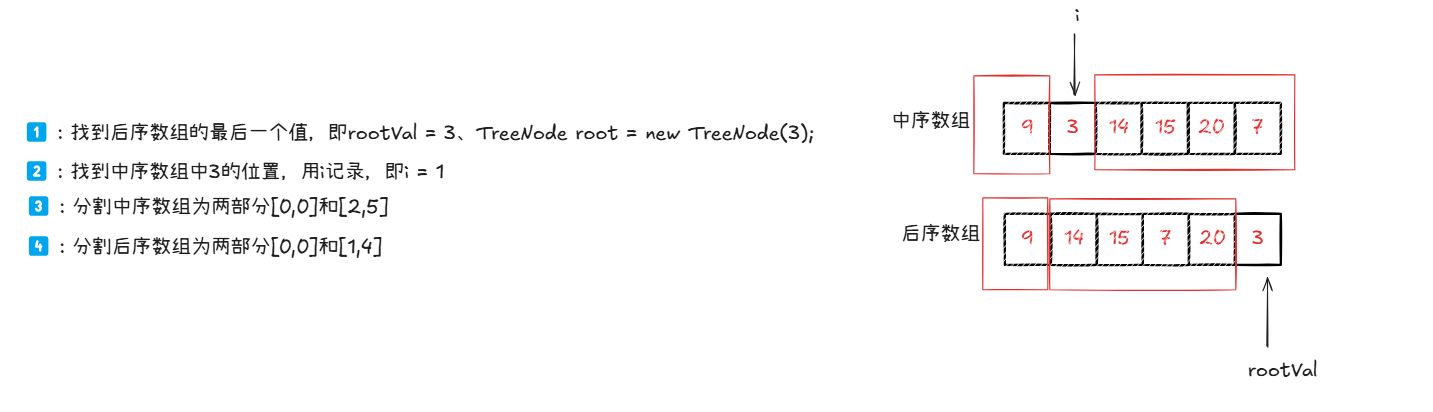 1：找到后序数组的最后一个值，即rootVal = 3、TreeNode root = new TreeNode(3);
2：找到中序数组中3的位置，用i记录，即i = 1
3：分割中序数组为两部分[0,0]和[2,5]
4：分割后序数组为两部分[0,0]和[1,4]
i
中序数组 9 3 14 15 20 7
后序数组 9 14 15 7 20 3
rootVal